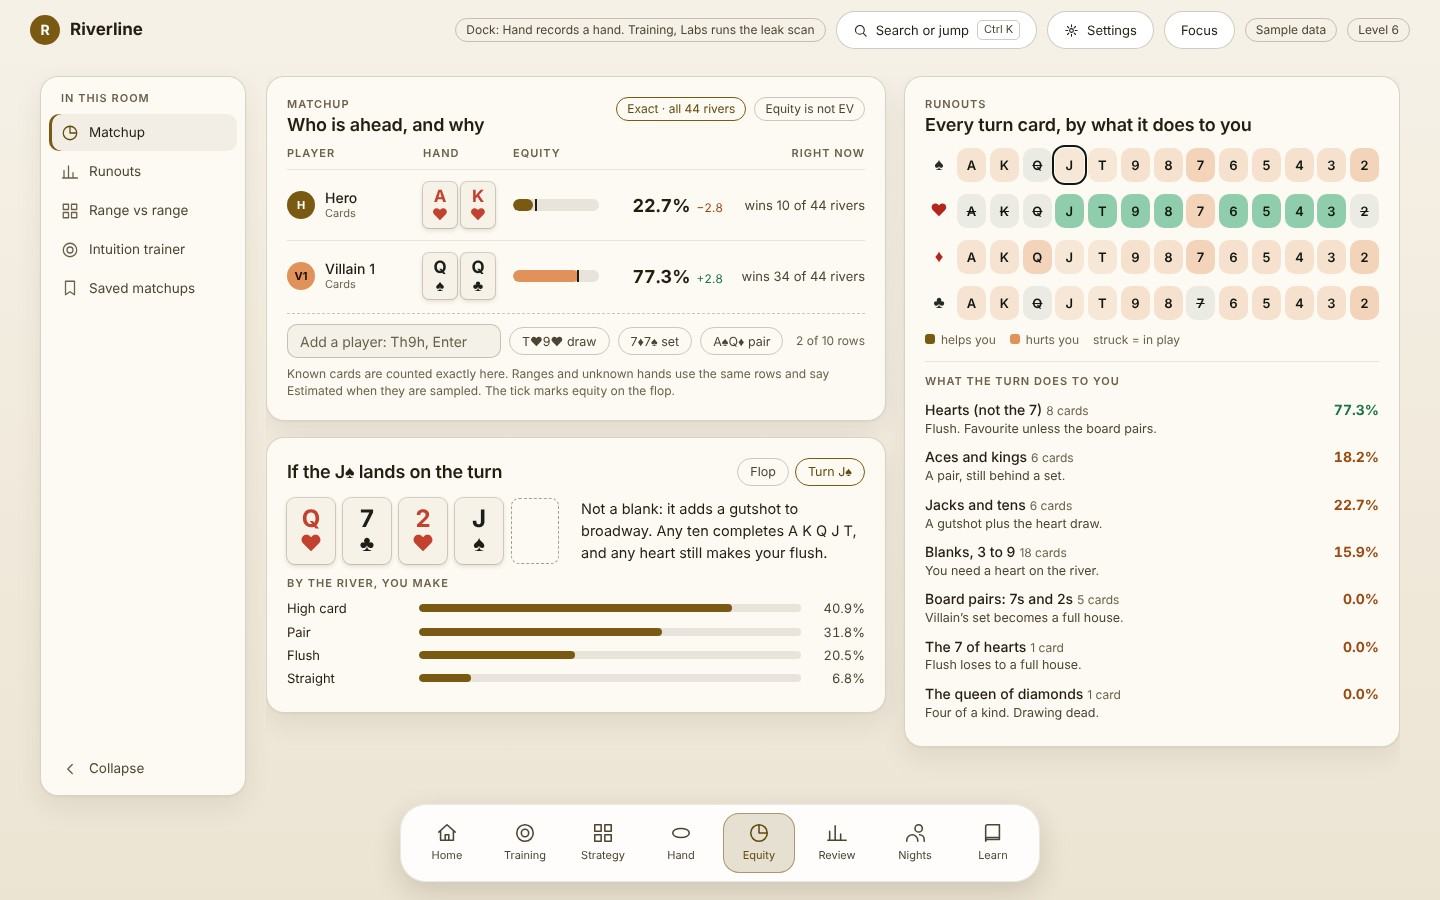 R Riverline
Dock: Hand records a hand. Training, Labs runs the leak scan
Search or jump Ctrl K
Settings
Focus
Sample data
Level 6
IN THIS ROOM
Matchup
Runouts
Range vs range
Intuition trainer
Saved matchups
Collapse
MATCHUP
Who is ahead, and why
Exact · all 44 rivers
Equity is not EV
PLAYER HAND EQUITY RIGHT NOW
H Hero
Cards
A♥ K♥
22.7% −2.8 wins 10 of 44 rivers
V1 Villain 1
Cards
Q♠ Q♣
77.3% +2.8 wins 34 of 44 rivers
Add a player: Th9h, Enter
T♥9♥ draw
7♦7♠ set
A♠Q♦ pair
2 of 10 rows
Known cards are counted exactly here. Ranges and unknown hands use the same rows and say
Estimated when they are sampled. The tick marks equity on the flop.
If the J♠ lands on the turn
Flop
Turn J♠
Q♥ 7♣ 2♥ J♠
Not a blank: it adds a gutshot to
broadway. Any ten completes A K Q J T,
and any heart still makes your flush.
BY THE RIVER, YOU MAKE
High card 40.9%
Pair 31.8%
Flush 20.5%
Straight 6.8%
RUNOUTS
Every turn card, by what it does to you
♠ A K Q J T 9 8 7 6 5 4 3 2
♥ A K Q J T 9 8 7 6 5 4 3 2
♦ A K Q J T 9 8 7 6 5 4 3 2
♣ A K Q J T 9 8 7 6 5 4 3 2
helps you hurts you struck = in play
WHAT THE TURN DOES TO YOU
Hearts (not the 7) 8 cards 77.3%
Flush. Favourite unless the board pairs.
Aces and kings 6 cards 18.2%
A pair, still behind a set.
Jacks and tens 6 cards 22.7%
A gutshot plus the heart draw.
Blanks, 3 to 9 18 cards 15.9%
You need a heart on the river.
Board pairs: 7s and 2s 5 cards 0.0%
Villain’s set becomes a full house.
The 7 of hearts 1 card 0.0%
Flush loses to a full house.
The queen of diamonds 1 card 0.0%
Four of a kind. Drawing dead.
Home
Training
Strategy
Hand
Equity
Review
Nights
Learn